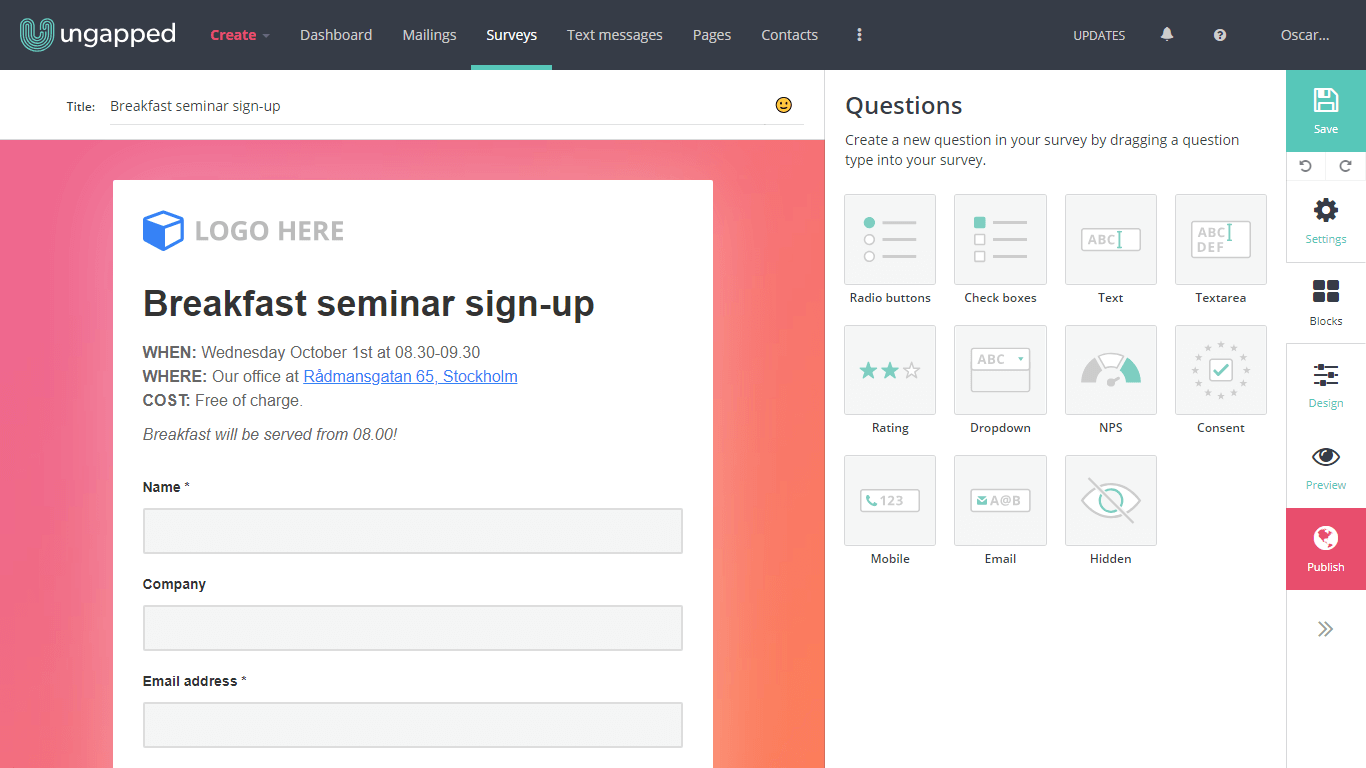 ungapped Create Dashboard Mailings Surveys Text messages Pages Contacts UPDATES Oscar...
Title: Breakfast seminar sign-up
LOGO HERE
Breakfast seminar sign-up
WHEN: Wednesday October 1st at 08.30-09.30
WHERE: Our office at Rådmansgatan 65, Stockholm
COST: Free of charge.
Breakfast will be served from 08.00!
Name *
Company
Email address *
Questions
Create a new question in your survey by dragging a question
type into your survey.
ABC
ABC
DEF
Radio buttons Check boxes Text Textarea
ABC
Rating Dropdown NPS Consent
123 A@B
Mobile Email Hidden
Save
Settings
Blocks
Design
Preview
Publish